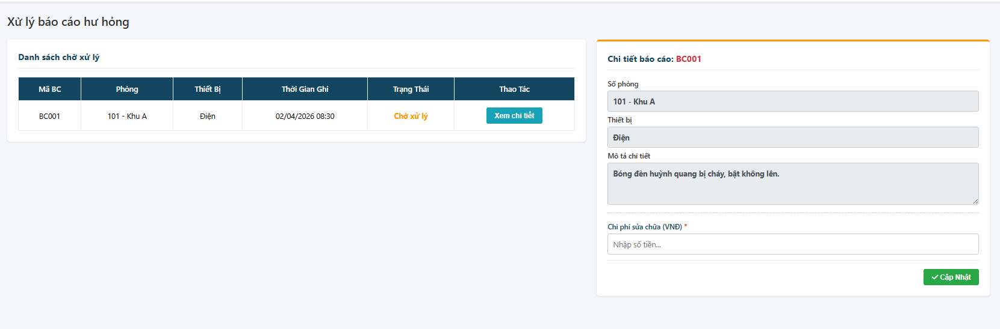 Xử lý báo cáo hư hỏng
Danh sách chờ xử lý
Mã BC Phòng Thiết Bị Thời Gian Ghi Trạng Thái Thao Tác
BC001 101 - Khu A Điện 02/04/2026 08:30 Chờ xử lý Xem chi tiết
Chi tiết báo cáo: BC001
Số phòng
101 - Khu A
Thiết bị
Điện
Mô tả chi tiết
Bóng đèn huỳnh quang bị cháy, bật không lên.
Chi phí sửa chữa (VNĐ) *
Nhập số tiền...
Cập Nhật